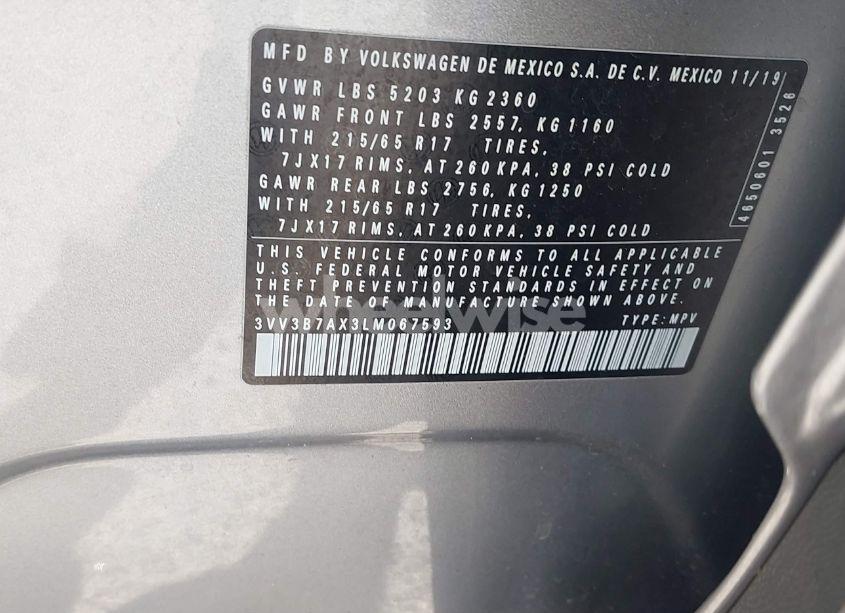 MFD BY VOLKSWAGEN DE MEXICO S.A. DE C.V. MEXICO 11/19
GVWR LBS 5203 KG 2360
GAWR FRONT LBS 2557, KG 1160
WITH 215/65 R17 TIRES,
7JX17 RIMS, AT 260 KPA, 38 PSI COLD
GAWR REAR LBS 2756, KG 1250
WITH 215/65 R17 TIRES,
7JX17 RIMS, AT 260 KPA, 38 PSI COLD
4650601 3526
THIS VEHICLE CONFORMS TO ALL APPLICABLE
U.S. FEDERAL MOTOR VEHICLE SAFETY AND
THEFT PREVENTION STANDARDS IN EFFECT ON
THE DATE OF MANUFACTURE SHOWN ABOVE.
wheelwise
3VV3B7AX3LM067593 TYPE: MPV